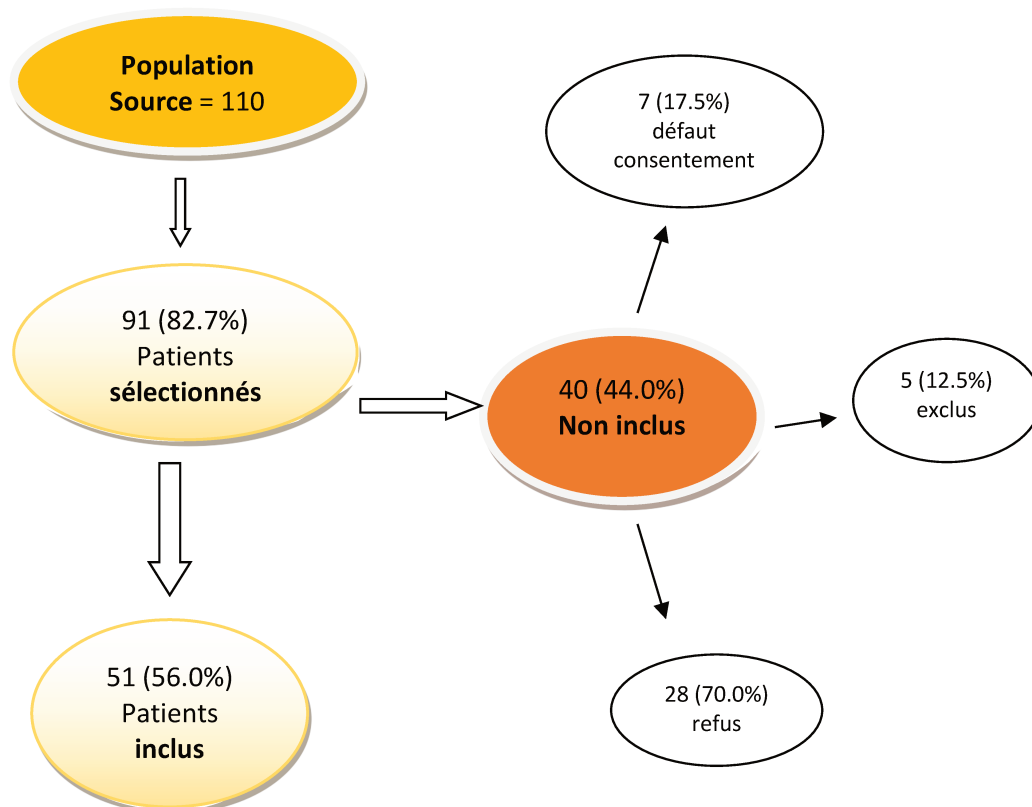 Population
Source = 110
91 (82.7%)
Patients
sélectionnés
51 (56.0%)
Patients
inclus
40 (44.0%)
Non inclus
7 (17.5%)
défaut
consentement
5 (12.5%)
exclus
28 (70.0%)
refus